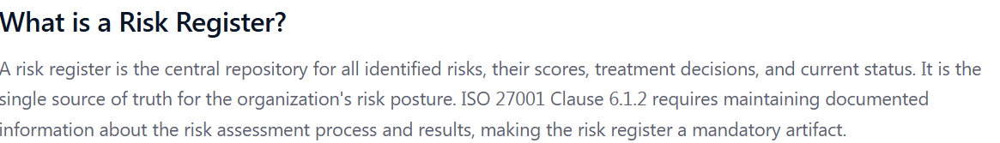 What is a Risk Register?
A risk register is the central repository for all identified risks, their scores, treatment decisions, and current status. It is the
single source of truth for the organization's risk posture. ISO 27001 Clause 6.1.2 requires maintaining documented
information about the risk assessment process and results, making the risk register a mandatory artifact.